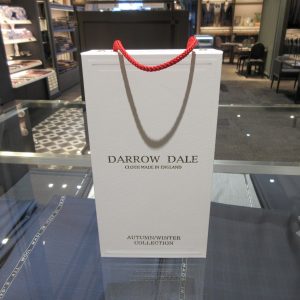 DARROW DALE
CLOTH MADE IN ENGLAND
AUTUMN/WINTER
COLLECTION